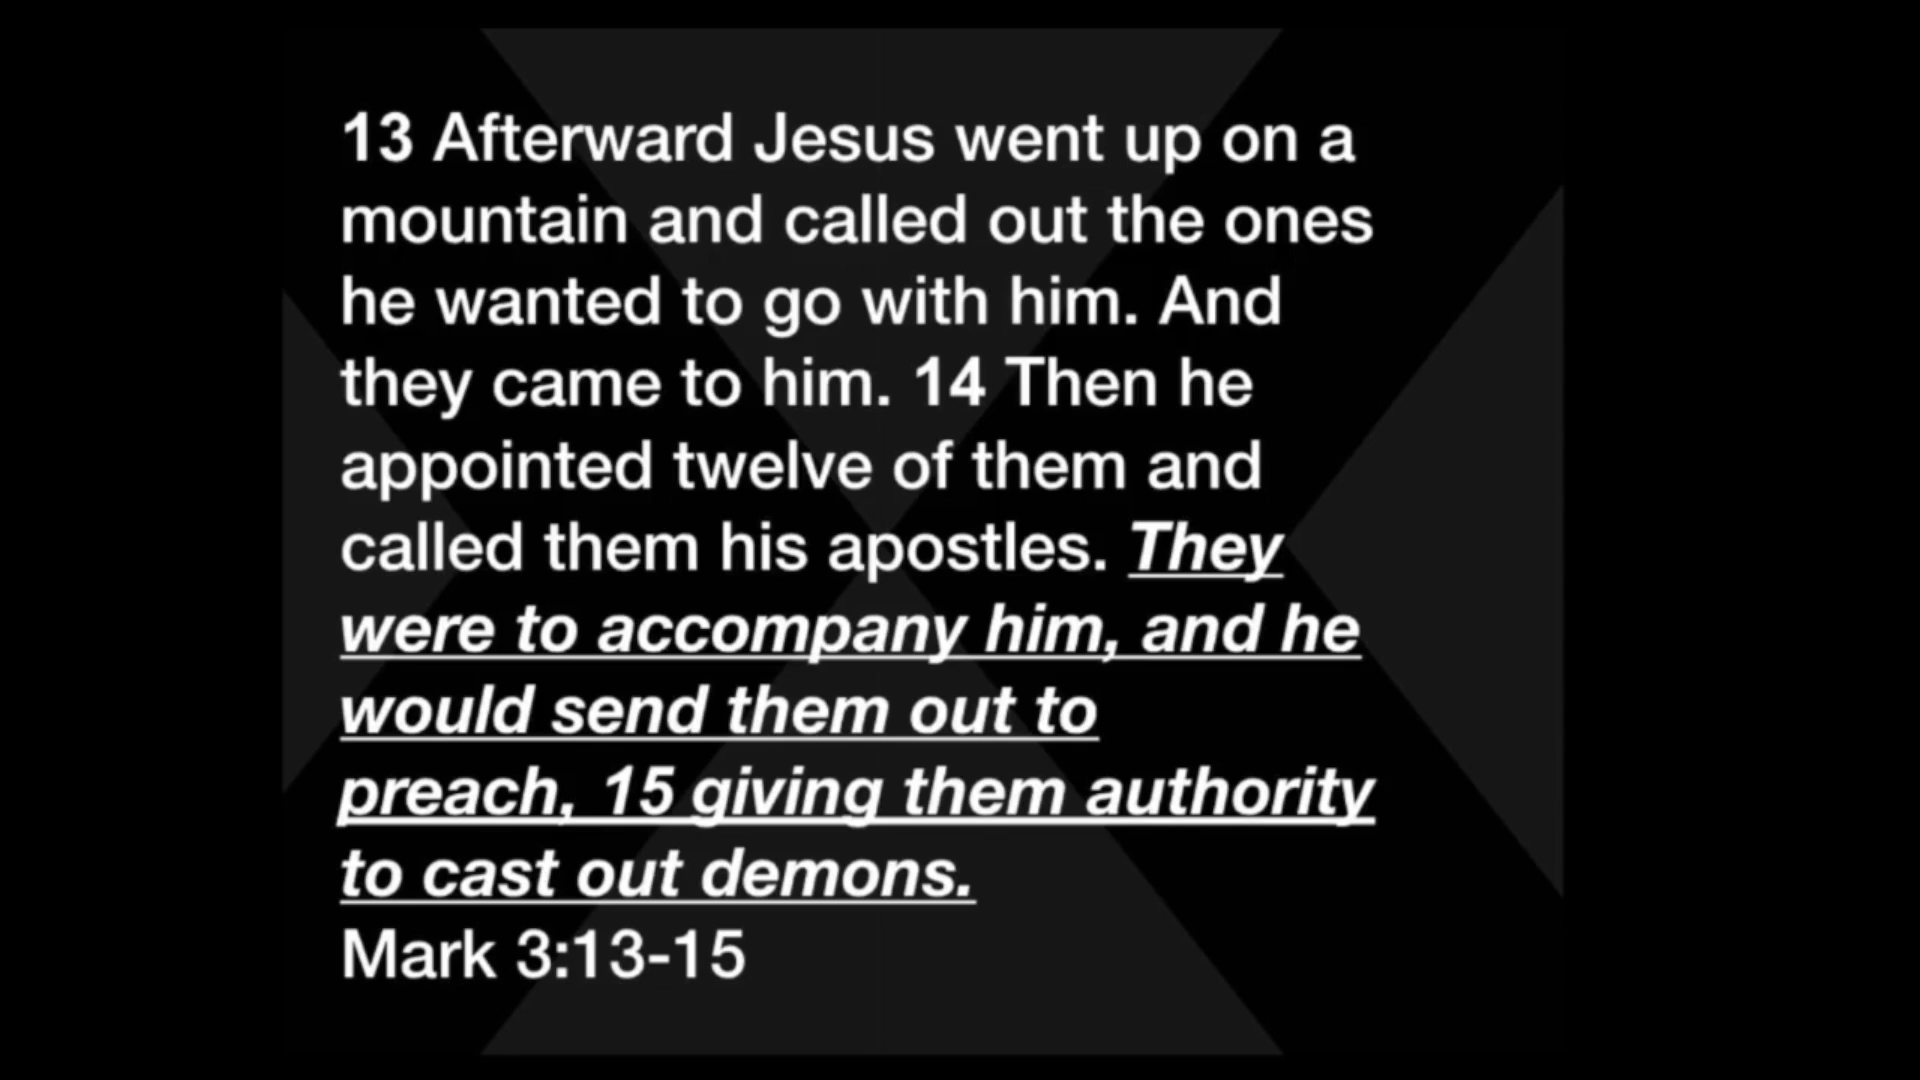 13 Afterward Jesus went up on a
mountain and called out the ones
he wanted to go with him. And
they came to him. 14 Then he
appointed twelve of them and
called them his apostles. They
were to accompany him, and he
would send them out to
preach, 15 giving them authority
to cast out demons.
Mark 3:13-15